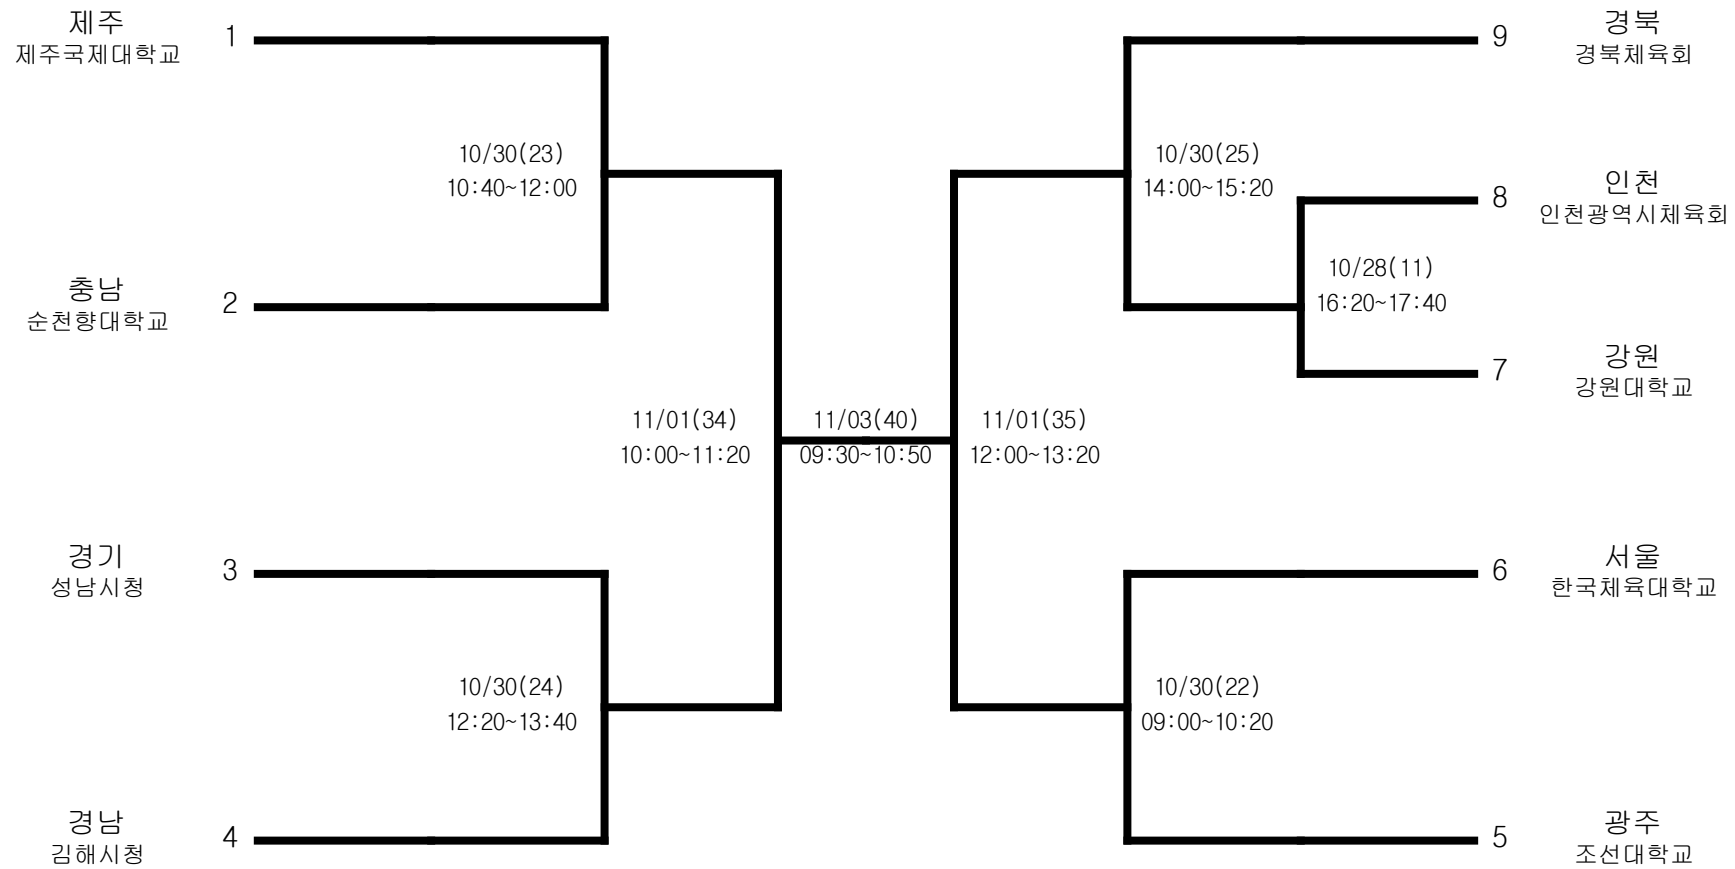 제주
제주국제대학교
1
9
경북
경북체육회
10/30(23)
10:40~12:00
10/30(25)
14:00~15:20
8
인천
인천광역시체육회
10/28(11)
16:20~17:40
충남
순천향대학교
2
7
강원
강원대학교
11/01(34)
10:00~11:20
11/03(40)
09:30~10:50
11/01(35)
12:00~13:20
경기
성남시청
3
6
서울
한국체육대학교
10/30(24)
12:20~13:40
10/30(22)
09:00~10:20
경남
김해시청
4
5
광주
조선대학교